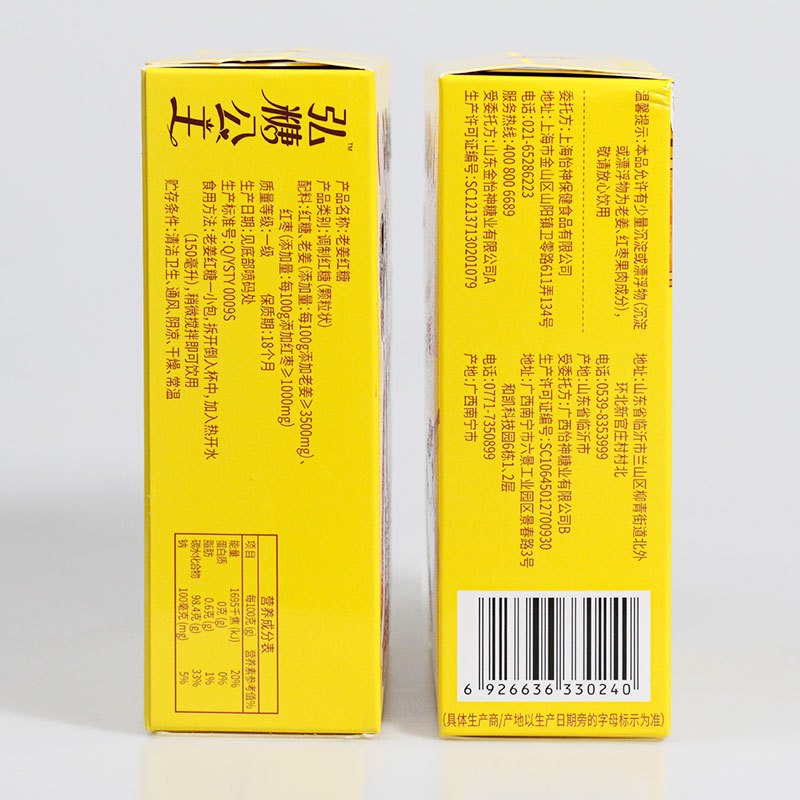 弘糖公主™
产品名称:老姜红糖
产品类别:调制红糖(颗粒状)
配料:红糖、老姜(添加量:每100g添加老姜≥3500mg)、
红枣(添加量:每100g添加红枣≥1000mg)
质量等级:一级 保质期:18个月
生产日期:见底部喷码处
生产标准号:Q/YSTY 0009S
食用方法:老姜红糖一小包,拆开倒入杯中,加入热开水
(150毫升),稍微搅拌即可饮用
贮存条件:清洁卫生、通风、阴凉、干燥、常温
营养成分表
项目 每100克(g) 营养素参考值%
能量 1695千焦(kJ) 20%
蛋白质 0克(g) 0%
脂肪 0.6克(g) 1%
碳水化合物 98.4克(g) 33%
钠 100毫克(mg) 5%
温馨提示:本品允许有少量沉淀或漂浮物(沉淀
或漂浮物为老姜、红枣果肉成分),
敬请放心饮用
委托方:上海怡神保健食品有限公司
地址:上海市金山区山阳镇卫零路611弄134号
电话:021-65286223
服务热线:400 800 6689
受委托方:山东金怡神糖业有限公司A
生产许可证编号:SC12137130201079
地址:山东省临沂市兰山区柳青街道北外
环北新官庄村村北
电话:0539-8353999
产地:山东省临沂市
受委托方:广西怡神糖业有限公司B
生产许可证编号:SC10645012700930
地址:广西南宁市六景工业园区景春路3号
和凯科技园6栋1、2层
电话:0771-7350899
产地:广西南宁市
6 926636 330240
(具体生产商/产地以生产日期旁的字母标示为准)